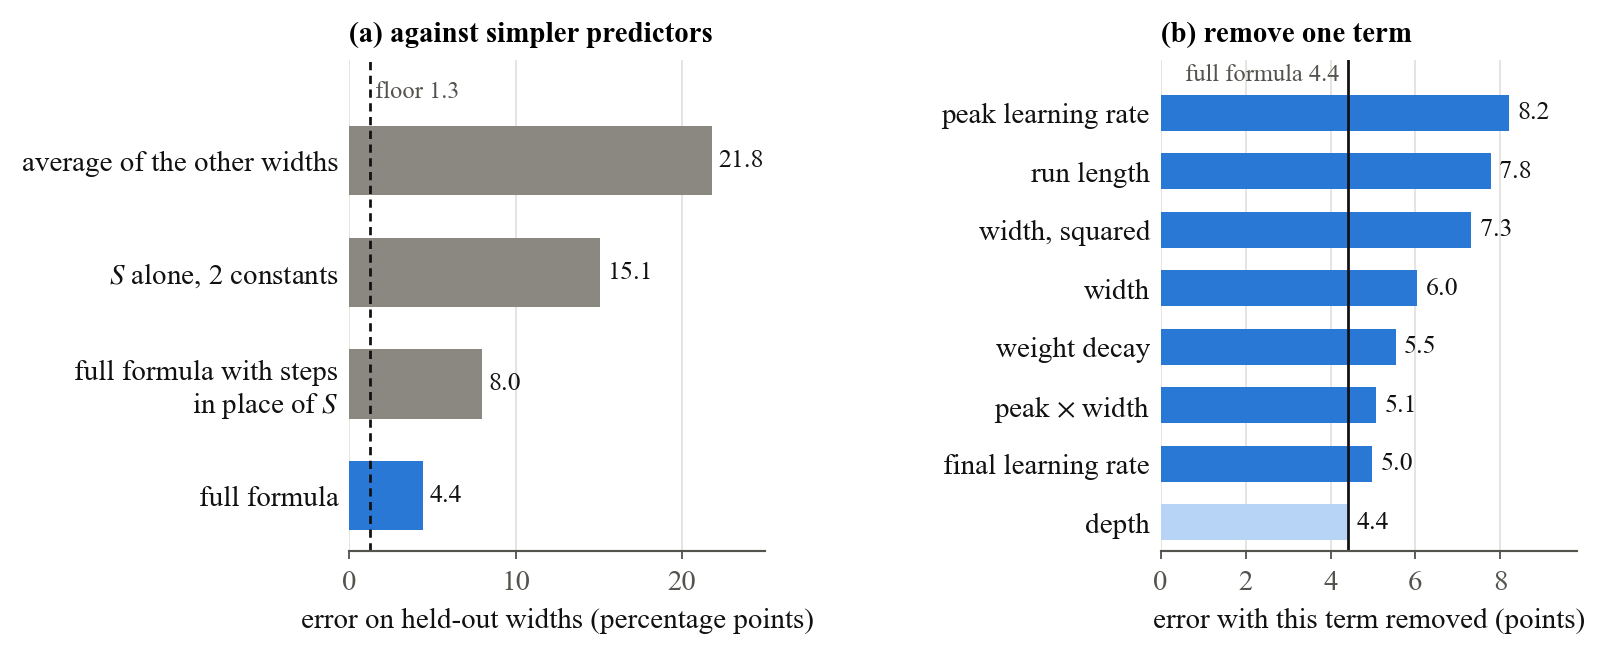 (a) against simpler predictors
floor 1.3
average of the other widths
21.8
S alone, 2 constants
15.1
full formula with steps
in place of S
8.0
full formula
4.4
0 10 20
error on held-out widths (percentage points)
(b) remove one term
full formula 4.4
peak learning rate
8.2
run length
7.8
width, squared
7.3
width
6.0
weight decay
5.5
peak × width
5.1
final learning rate
5.0
depth
4.4
0 2 4 6 8
error with this term removed (points)